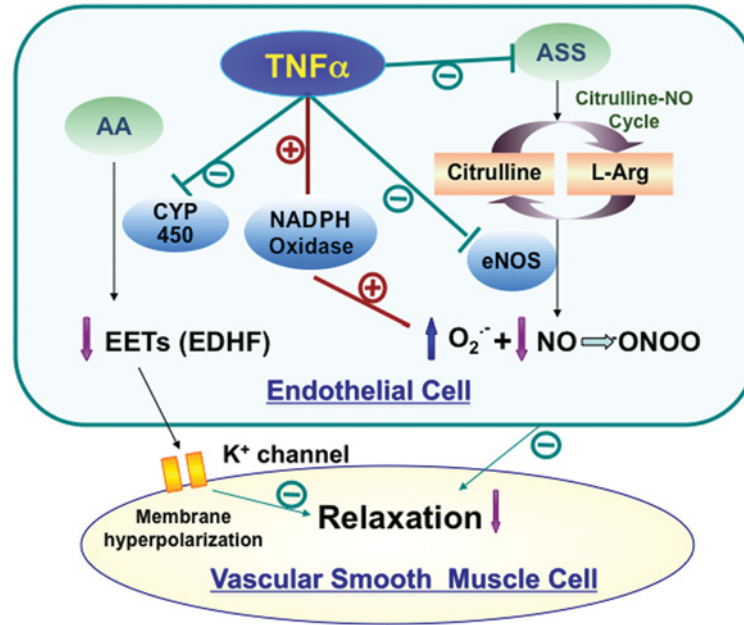 TNFα
ASS
AA
Citrulline-NO
Cycle
Citrulline
L-Arg
CYP
450
NADPH
Oxidase
eNOS
EETs (EDHF)
O₂·⁻ + NO ⇒ ·ONOO
Endothelial Cell
K⁺ channel
Membrane
hyperpolarization
Relaxation
Vascular Smooth Muscle Cell